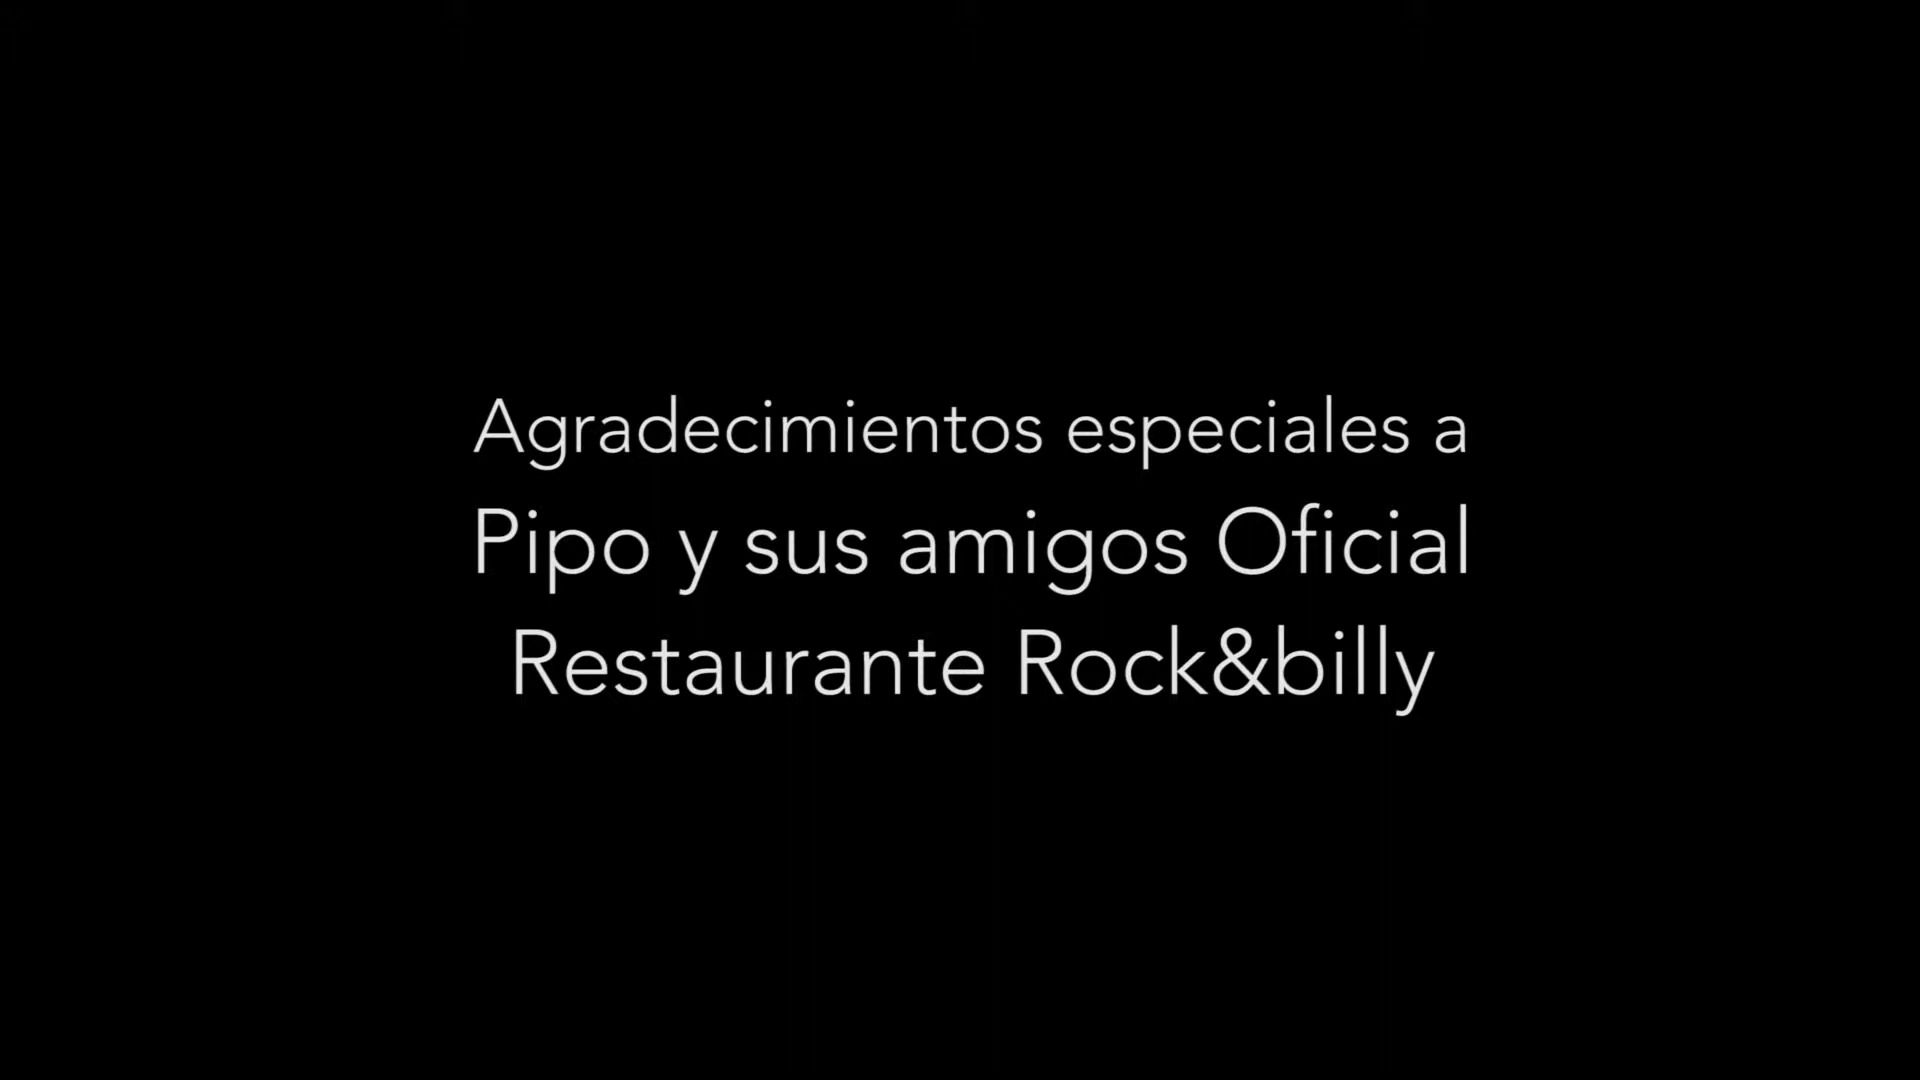 Agradecimientos especiales a
Pipo y sus amigos Oficial
Restaurante Rock&billy